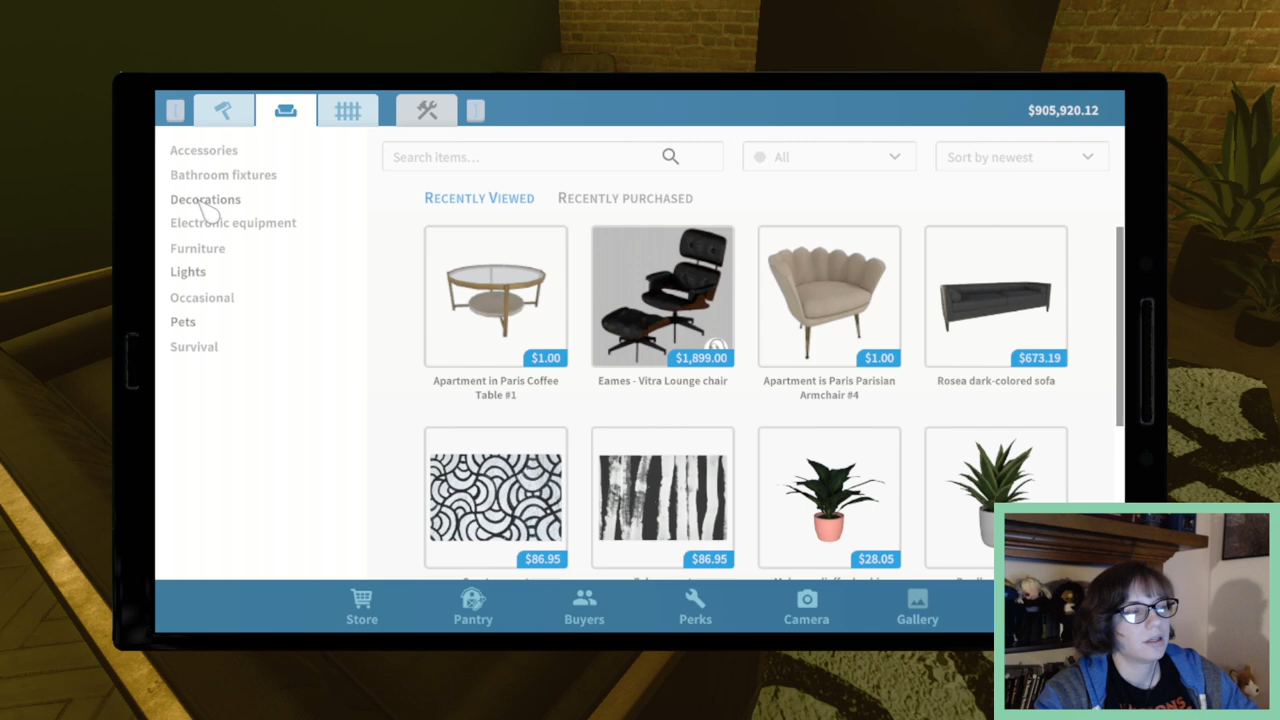 $905,920.12
Accessories
Bathroom fixtures
Decorations
Electronic equipment
Furniture
Lights
Occasional
Pets
Survival
Search items...
All
Sort by newest
RECENTLY VIEWED
RECENTLY PURCHASED
$1.00
$1,899.00
$1.00
$673.19
Apartment in Paris Coffee
Table #1
Eames - Vitra Lounge chair
Apartment is Paris Parisian
Armchair #4
Rosea dark-colored sofa
$86.95
$86.95
$28.05
Store
Pantry
Buyers
Perks
Camera
Gallery